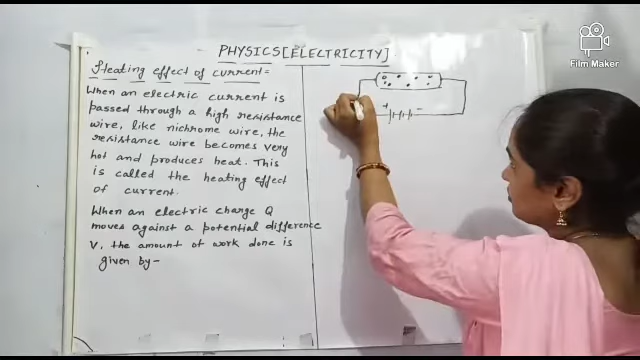 PHYSICS[ELECTRICITY]
Heating effect of current=
When an electric current is
passed through a high resistance
wire, like nichrome wire, the
resistance wire becomes very
hot and produces heat. This
is called the heating effect
of current.
When an electric charge Q
moves against a potential difference
V, the amount of work done is
given by-
+ -
Film Maker